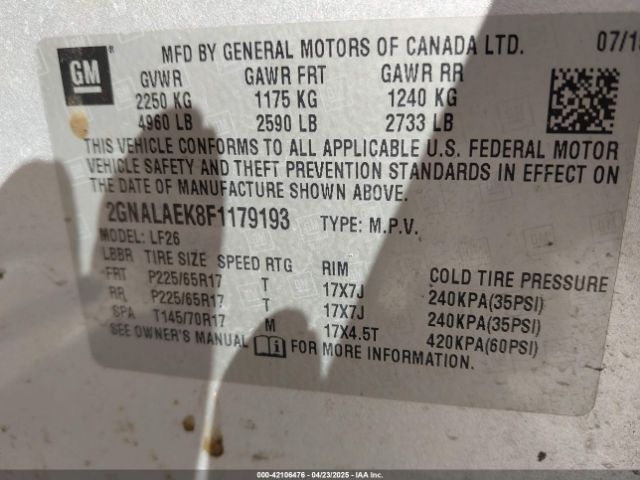 GM
MFD BY GENERAL MOTORS OF CANADA LTD.
GVWR GAWR FRT GAWR RR
2250 KG 1175 KG 1240 KG
4960 LB 2590 LB 2733 LB
THIS VEHICLE CONFORMS TO ALL APPLICABLE U.S. FEDERAL MOTOR
VEHICLE SAFETY AND THEFT PREVENTION STANDARDS IN EFFECT ON
THE DATE OF MANUFACTURE SHOWN ABOVE.
2GNALAEK8F1179193 TYPE: M.P.V.
MODEL: LF26
LBBR TIRE SIZE SPEED RTG RIM COLD TIRE PRESSURE
FRT P225/65R17 T 17X7J 240KPA(35PSI)
RR P225/65R17 T 17X7J 240KPA(35PSI)
SPA T145/70R17 M 17X4.5T 420KPA(60PSI)
SEE OWNER'S MANUAL FOR MORE INFORMATION.
000-42106476 - 04/23/2025 - IAA Inc.